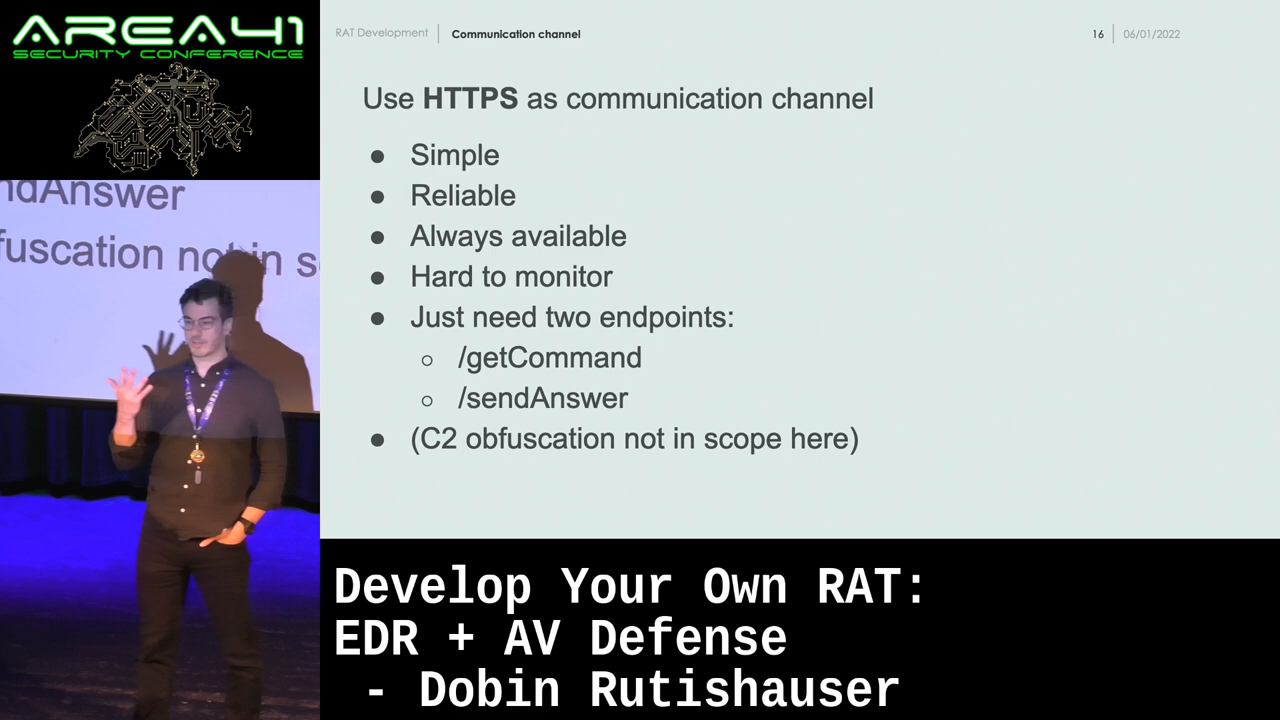 AREA41
SECURITY CONFERENCE
RAT Development
Communication channel
16
06/01/2022
Use HTTPS as communication channel
● Simple
● Reliable
● Always available
● Hard to monitor
● Just need two endpoints:
○ /getCommand
○ /sendAnswer
● (C2 obfuscation not in scope here)
ndAnswer
fuscation not in s
Develop Your Own RAT:
EDR + AV Defense
- Dobin Rutishauser